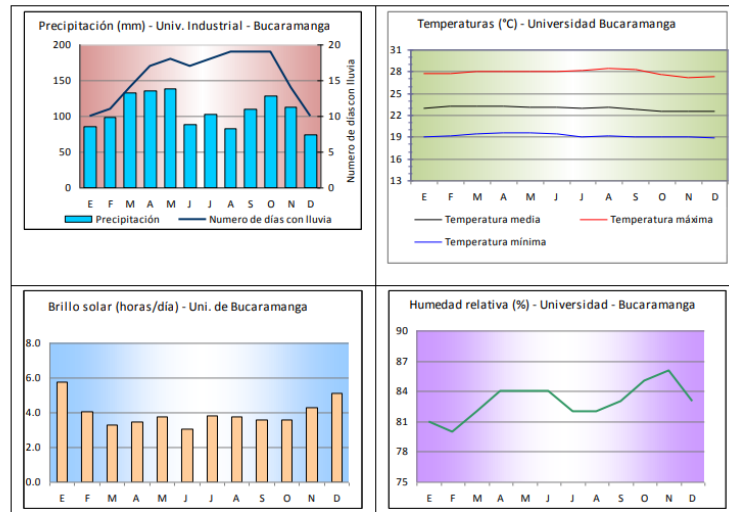 Precipitación (mm) - Univ. Industrial - Bucaramanga
200
150
100
50
0
20
15
10
5
0
Numero de días con lluvia
E F M A M J J A S O N D
Precipitación Numero de días con lluvia
Temperaturas (°C) - Universidad Bucaramanga
31
28
25
22
19
16
13
E F M A M J J A S O N D
Temperatura media Temperatura máxima
Temperatura mínima
Brillo solar (horas/día) - Uni. de Bucaramanga
8.0
6.0
4.0
2.0
0.0
E F M A M J J A S O N D
Humedad relativa (%) - Universidad - Bucaramanga
90
87
84
81
78
75
E F M A M J J A S O N D